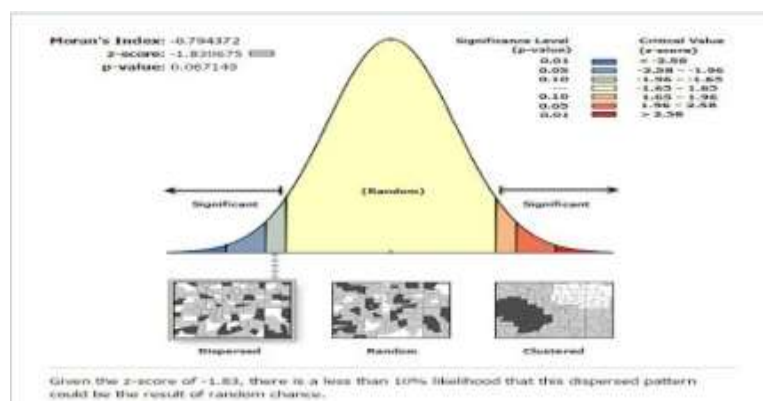 Moran's Index: -0.794372
z-score:
p-value: 0.067149
Significance Level
(p-value)
Critical Value
(z-score)
0.01
< -2.58
0.05
-2.58 – -1.96
0.10
-1.96 – -1.65
---
-1.65 – 1.65
0.10
1.65 – 1.96
0.05
1.96 – 2.58
0.01
> 2.58
Significant
(Random)
Significant
Dispersed
Random
Clustered
Given the z-score of -1.83, there is a less than 10% likelihood that this dispersed pattern
could be the result of random chance.